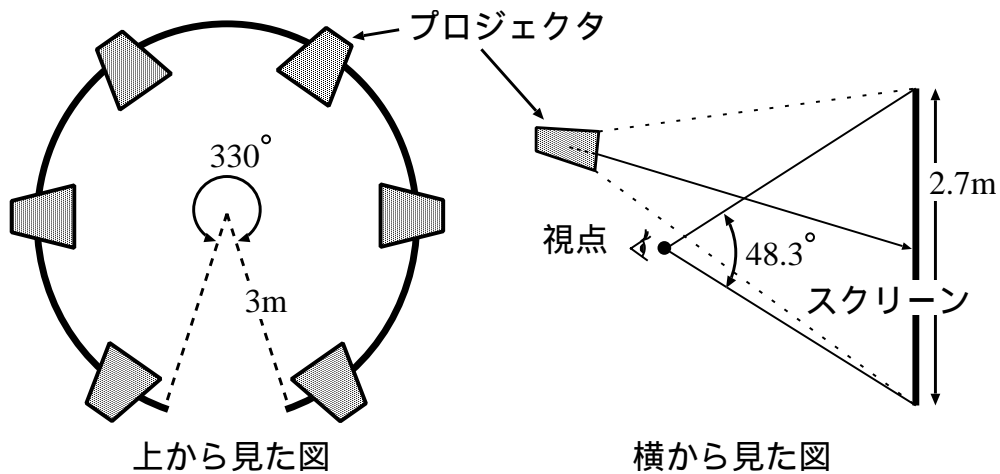 プロジェクタ
330°
3m
2.7m
視点
48.3°
スクリーン
上から見た図
横から見た図